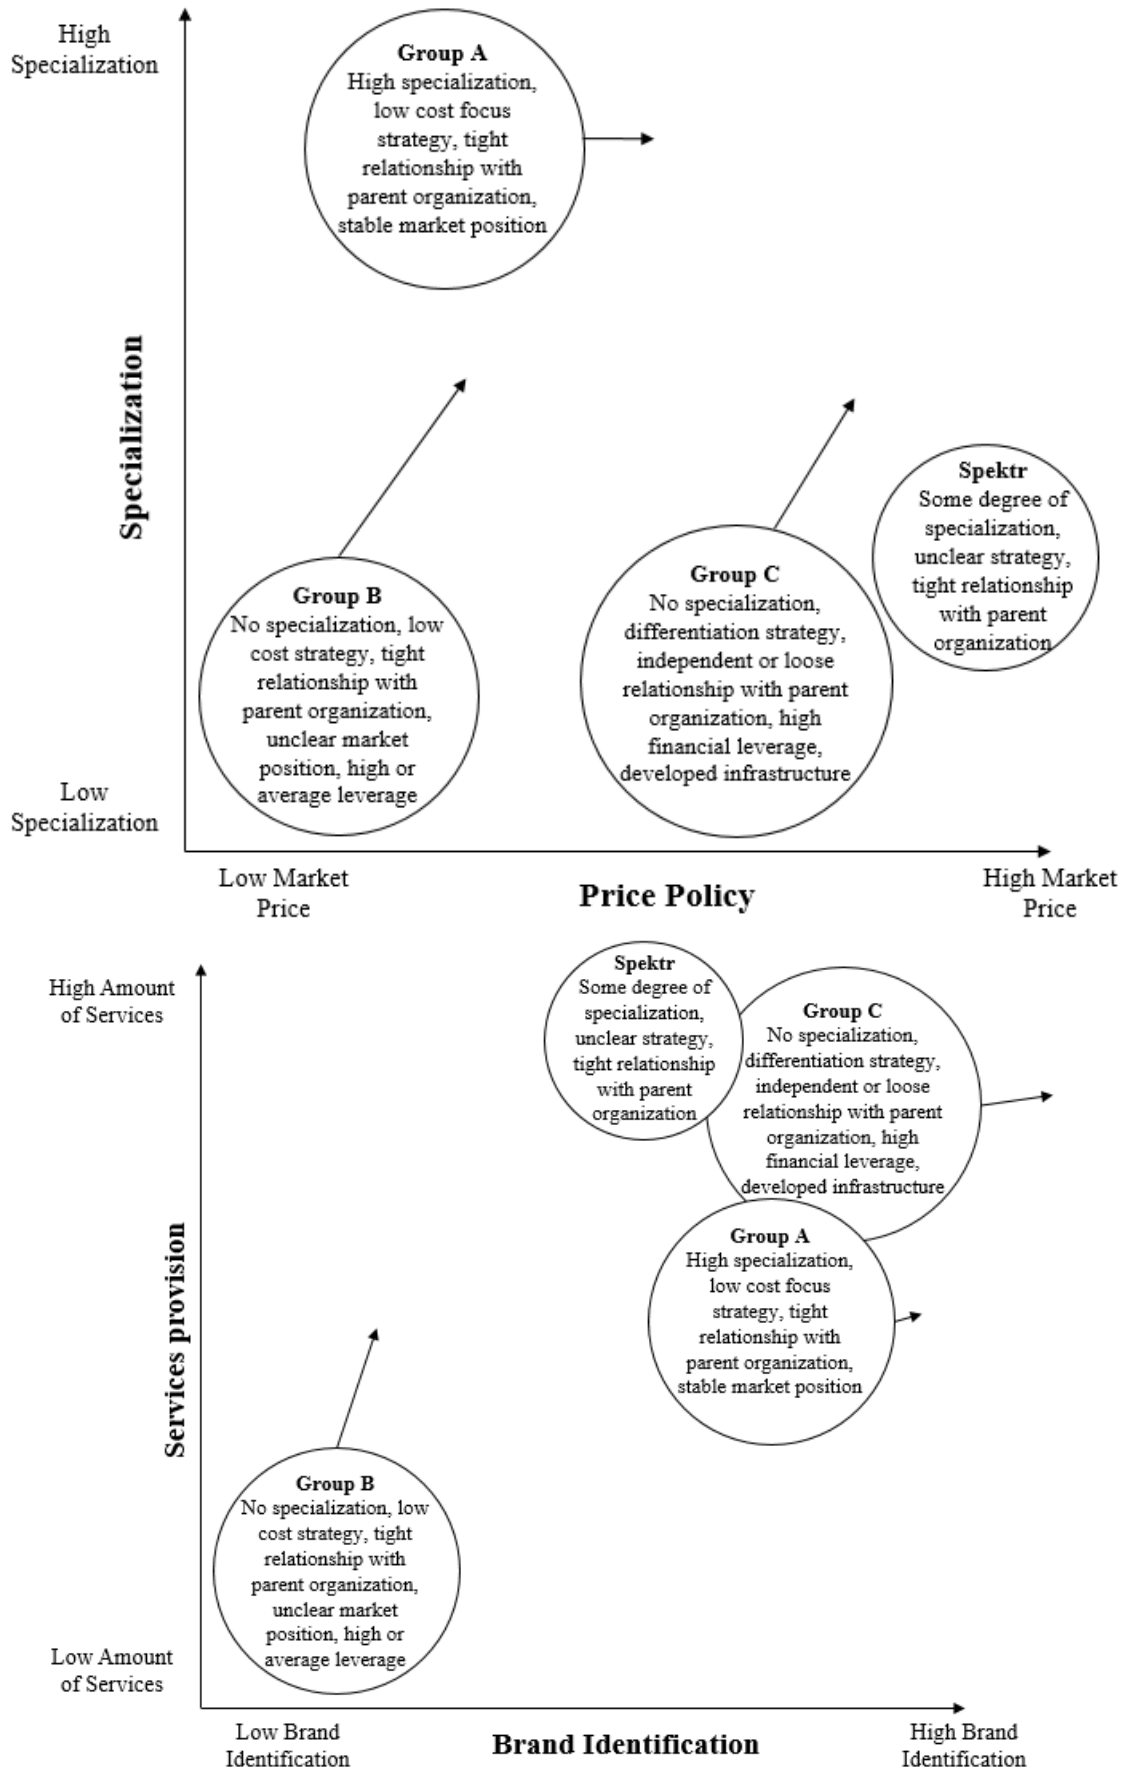 High
Specialization
Group A
High specialization,
low cost focus
strategy, tight
relationship with
parent organization,
stable market position
Specialization
Spektr
Some degree of
specialization,
unclear strategy,
tight relationship
with parent
organization
Group B
No specialization, low
cost strategy, tight
relationship with
parent organization,
unclear market
position, high or
average leverage
Group C
No specialization,
differentiation strategy,
independent or loose
relationship with parent
organization, high
financial leverage,
developed infrastructure
Low
Specialization
Low Market
Price
Price Policy
High Market
Price
High Amount
of Services
Spektr
Some degree of
specialization,
unclear strategy,
tight relationship
with parent
organization
Group C
No specialization,
differentiation strategy,
independent or loose
relationship with parent
organization, high
financial leverage,
developed infrastructure
Group A
High specialization,
low cost focus
strategy, tight
relationship with
parent organization,
stable market position
Services provision
Group B
No specialization, low
cost strategy, tight
relationship with
parent organization,
unclear market
position, high or
average leverage
Low Amount
of Services
Low Brand
Identification
Brand Identification
High Brand
Identification